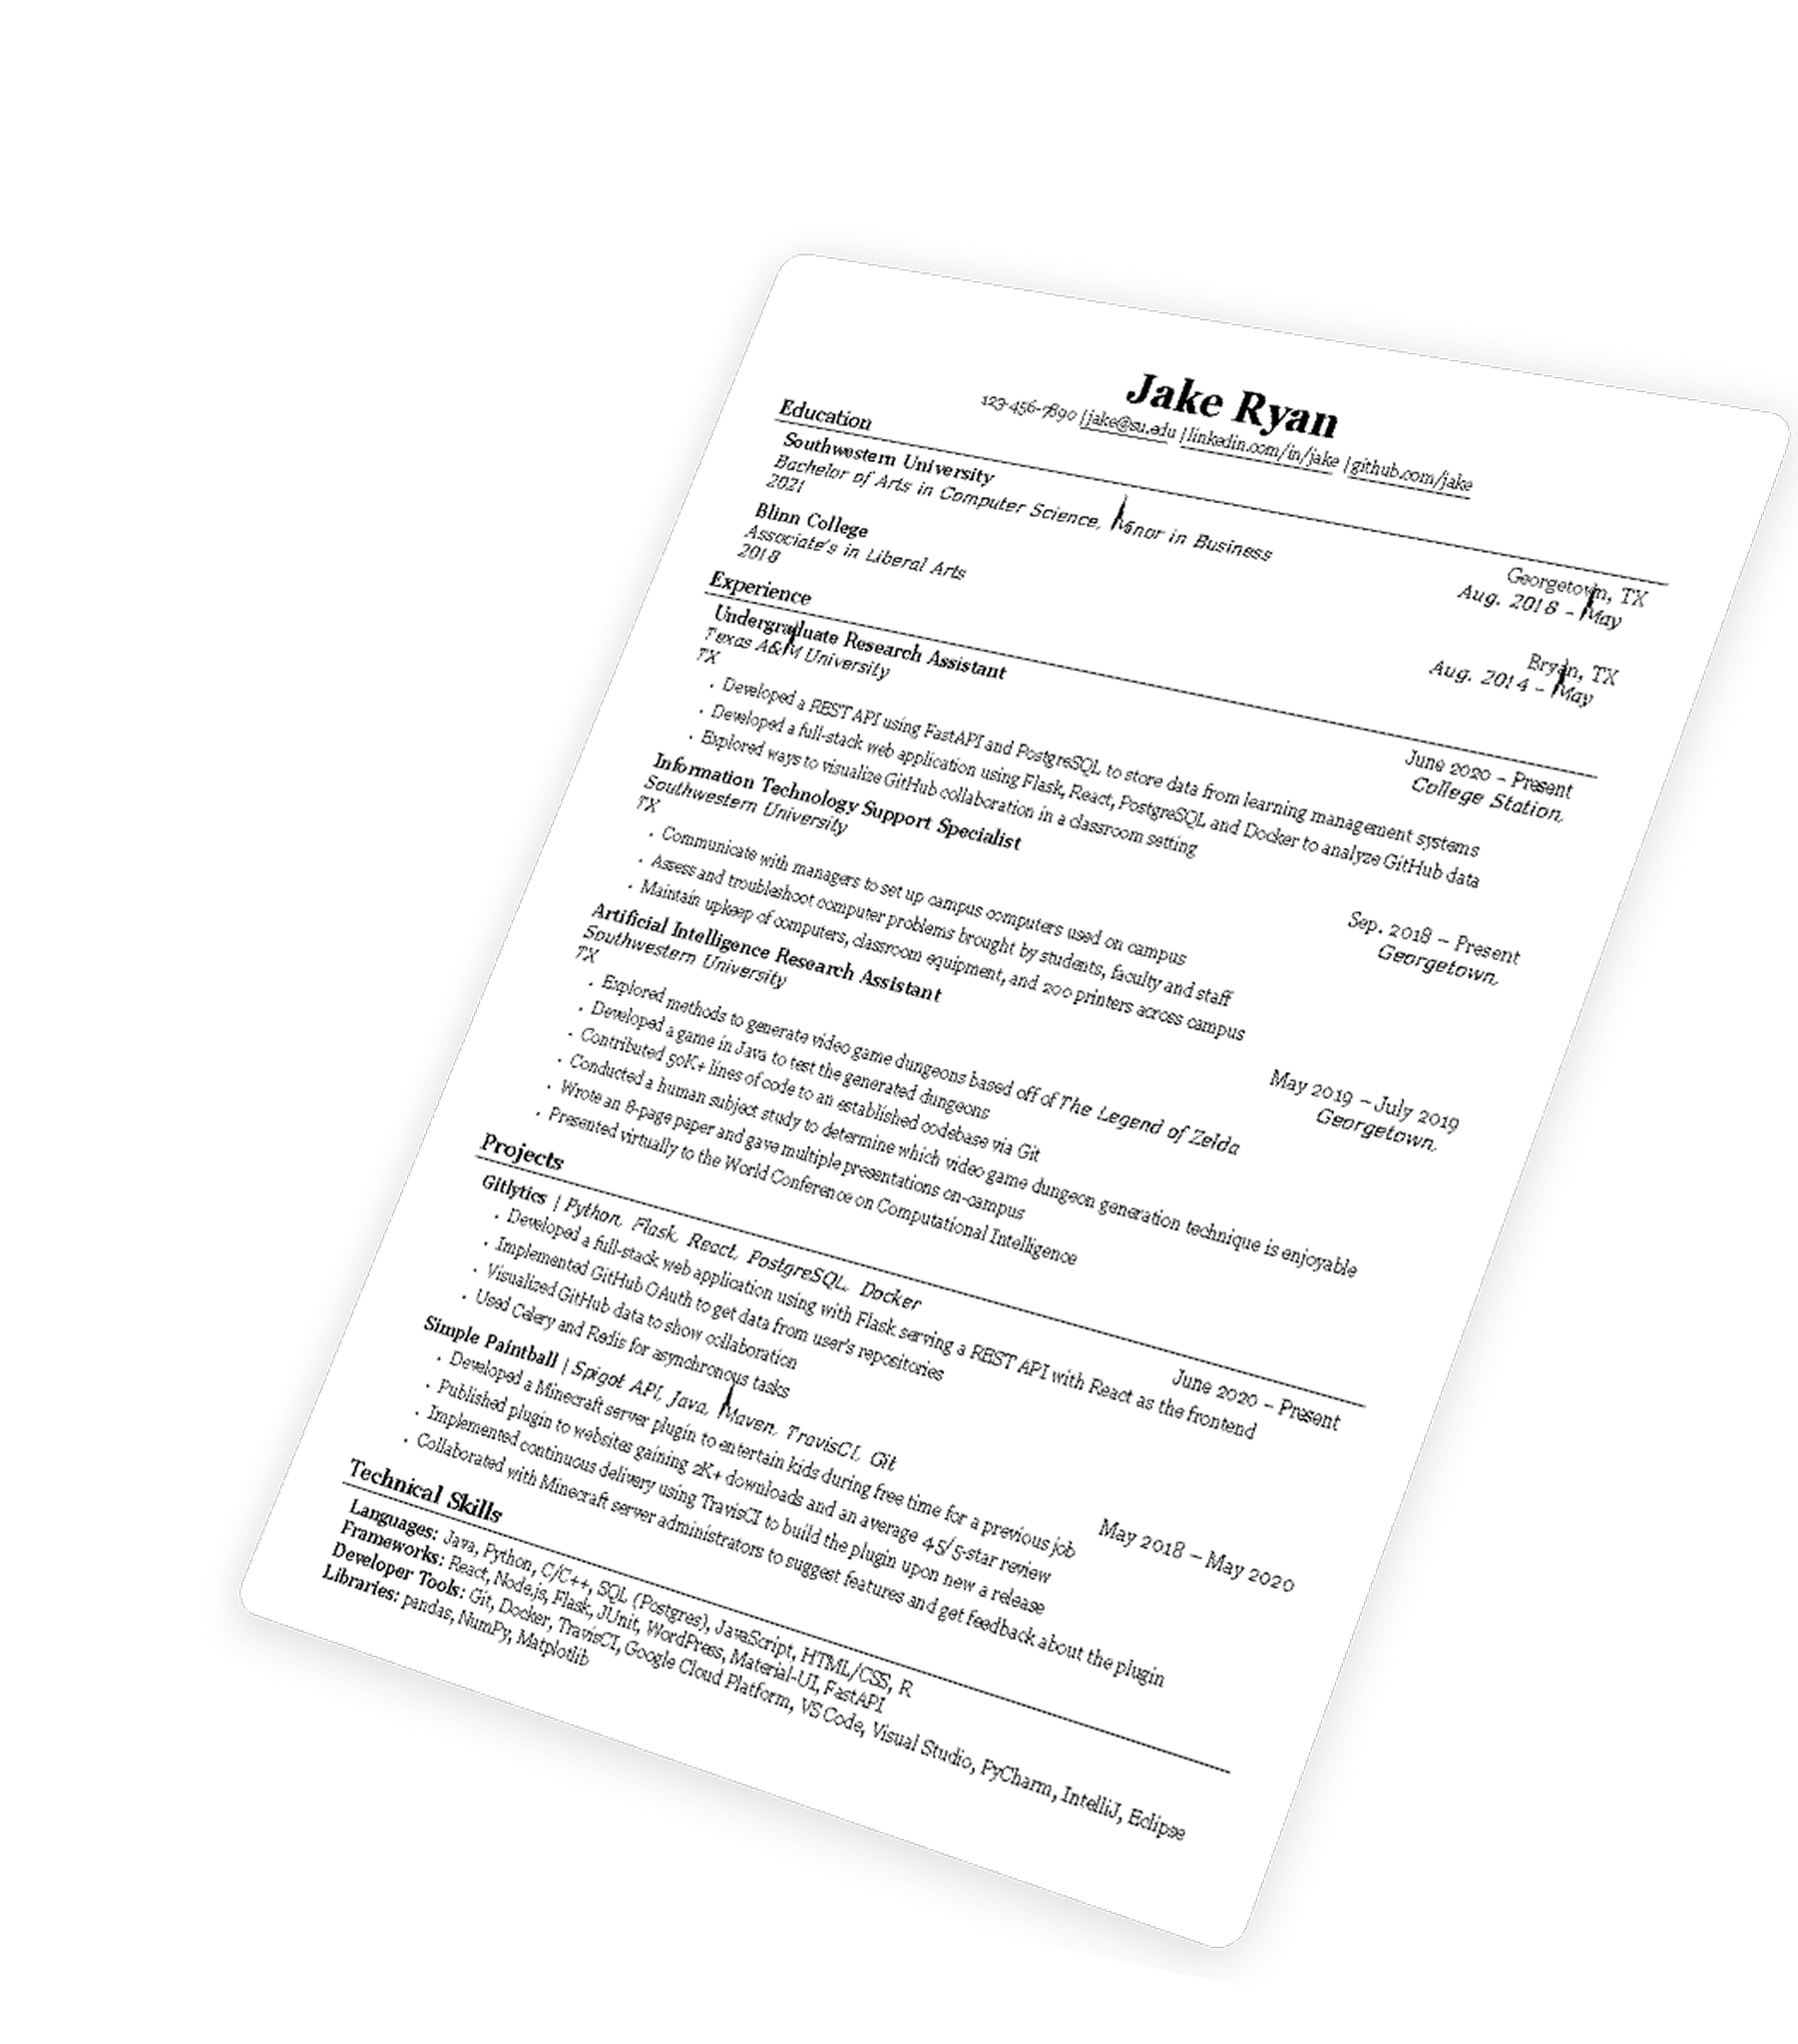 Jake Ryan
123-456-7890 | jake@su.edu | linkedin.com/in/jake | github.com/jake
Education
Southwestern University Georgetown, TX
Bachelor of Arts in Computer Science, Minor in Business Aug. 2018 – May
2021
Blinn College Bryan, TX
Associate's in Liberal Arts Aug. 2014 – May
2018
Experience
Undergraduate Research Assistant June 2020 – Present
Texas A&M University College Station,
TX
• Developed a REST API using FastAPI and PostgreSQL to store data from learning management systems
• Developed a full-stack web application using Flask, React, PostgreSQL and Docker to analyze GitHub data
• Explored ways to visualize GitHub collaboration in a classroom setting
Information Technology Support Specialist Sep. 2018 – Present
Southwestern University Georgetown,
TX
• Communicate with managers to set up campus computers used on campus
• Assess and troubleshoot computer problems brought by students, faculty and staff
• Maintain upkeep of computers, classroom equipment, and 200 printers across campus
Artificial Intelligence Research Assistant May 2019 – July 2019
Southwestern University Georgetown,
TX
• Explored methods to generate video game dungeons based off of The Legend of Zelda
• Developed a game in Java to test the generated dungeons
• Contributed 50K+ lines of code to an established codebase via Git
• Conducted a human subject study to determine which video game dungeon generation technique is enjoyable
• Wrote an 8-page paper and gave multiple presentations on-campus
• Presented virtually to the World Conference on Computational Intelligence
Projects
Gitlytics | Python, Flask, React, PostgreSQL, Docker June 2020 – Present
• Developed a full-stack web application using with Flask serving a REST API with React as the frontend
• Implemented GitHub OAuth to get data from user's repositories
• Visualized GitHub data to show collaboration
• Used Celery and Redis for asynchronous tasks
Simple Paintball | Spigot API, Java, Maven, TravisCI, Git May 2018 – May 2020
• Developed a Minecraft server plugin to entertain kids during free time for a previous job
• Published plugin to websites gaining 2K+ downloads and an average 4.5/5-star review
• Implemented continuous delivery using TravisCI to build the plugin upon new a release
• Collaborated with Minecraft server administrators to suggest features and get feedback about the plugin
Technical Skills
Languages: Java, Python, C/C++, SQL (Postgres), JavaScript, HTML/CSS, R
Frameworks: React, Node.js, Flask, JUnit, WordPress, Material-UI, FastAPI
Developer Tools: Git, Docker, TravisCI, Google Cloud Platform, VS Code, Visual Studio, PyCharm, IntelliJ, Eclipse
Libraries: pandas, NumPy, Matplotlib